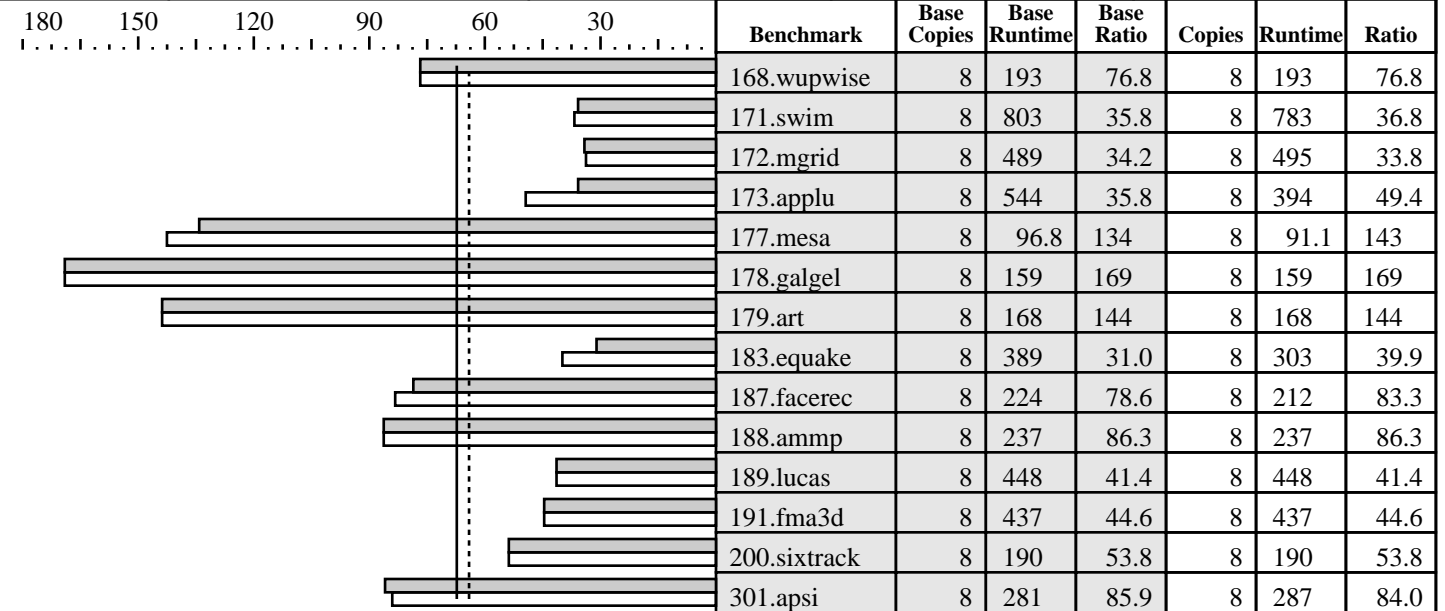 180 150 120 90 60 30
Benchmark Base Copies Base Runtime Base Ratio Copies Runtime Ratio
168.wupwise 8 193 76.8 8 193 76.8
171.swim 8 803 35.8 8 783 36.8
172.mgrid 8 489 34.2 8 495 33.8
173.applu 8 544 35.8 8 394 49.4
177.mesa 8 96.8 134 8 91.1 143
178.galgel 8 159 169 8 159 169
179.art 8 168 144 8 168 144
183.equake 8 389 31.0 8 303 39.9
187.facerec 8 224 78.6 8 212 83.3
188.ammp 8 237 86.3 8 237 86.3
189.lucas 8 448 41.4 8 448 41.4
191.fma3d 8 437 44.6 8 437 44.6
200.sixtrack 8 190 53.8 8 190 53.8
301.apsi 8 281 85.9 8 287 84.0